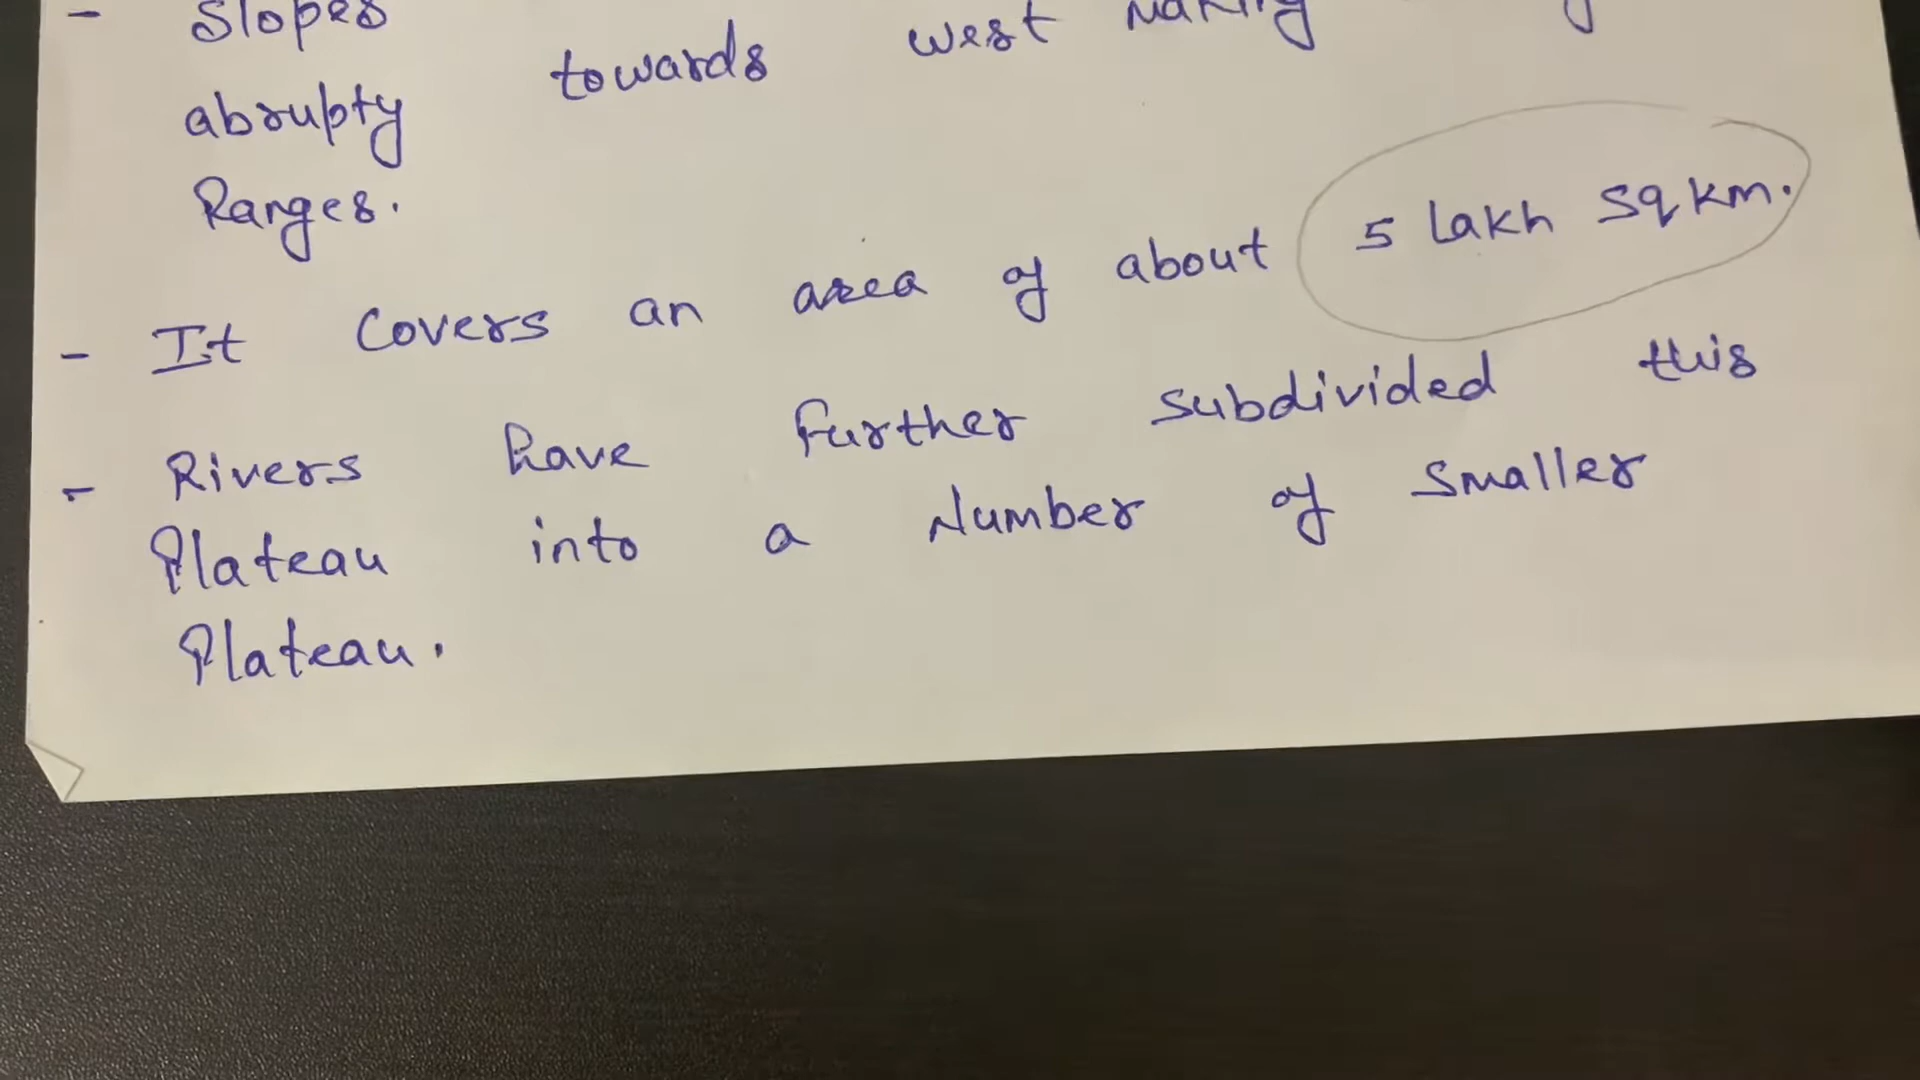 - Slopes
abrupty towards west Making
Ranges.
- It Covers an area of about 5 Lakh Sq km.
- Rivers have further subdivided this
Plateau into a Number of Smaller
Plateau.